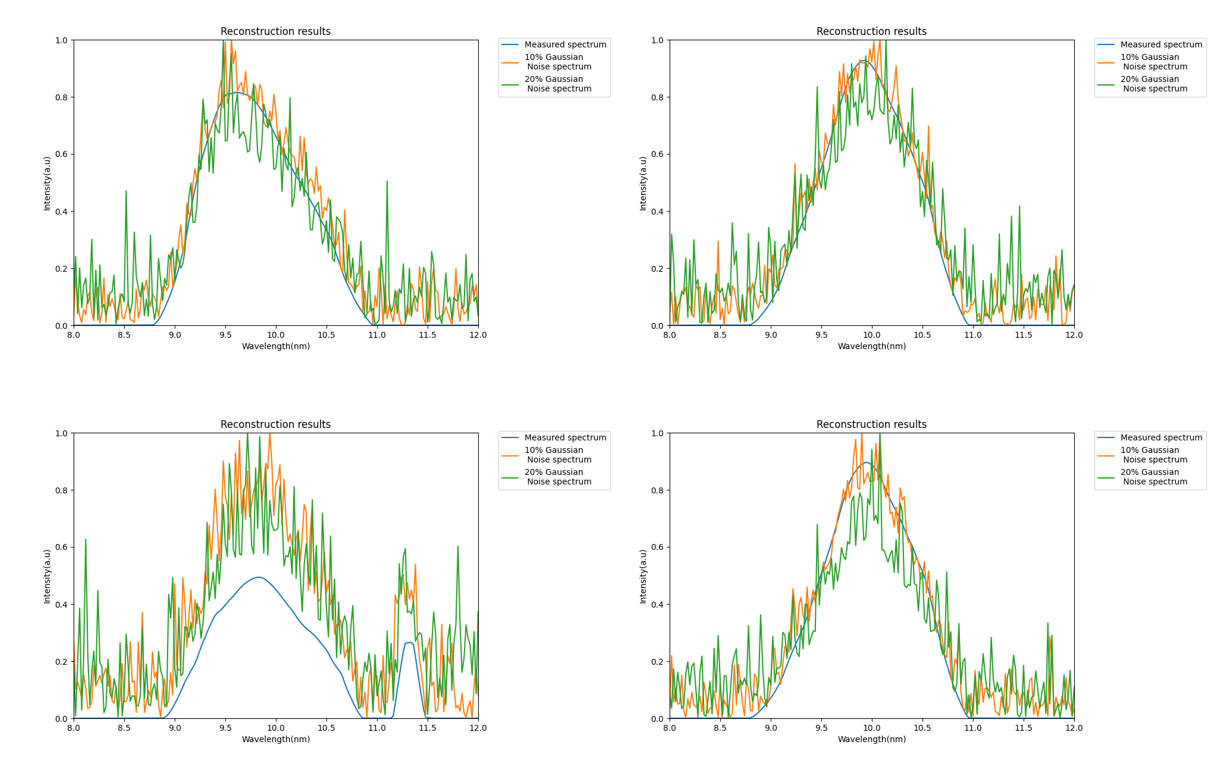 Reconstruction results
1.0
0.8
0.6
0.4
0.2
0.0
Intensity(a.u)
8.0 8.5 9.0 9.5 10.0 10.5 11.0 11.5 12.0
Wavelength(nm)
Measured spectrum
10% Gaussian
Noise spectrum
20% Gaussian
Noise spectrum
Reconstruction results
1.0
0.8
0.6
0.4
0.2
0.0
Intensity(a.u)
8.0 8.5 9.0 9.5 10.0 10.5 11.0 11.5 12.0
Wavelength(nm)
Measured spectrum
10% Gaussian
Noise spectrum
20% Gaussian
Noise spectrum
Reconstruction results
1.0
0.8
0.6
0.4
0.2
0.0
Intensity(a.u)
8.0 8.5 9.0 9.5 10.0 10.5 11.0 11.5 12.0
Wavelength(nm)
Measured spectrum
10% Gaussian
Noise spectrum
20% Gaussian
Noise spectrum
Reconstruction results
1.0
0.8
0.6
0.4
0.2
0.0
Intensity(a.u)
8.0 8.5 9.0 9.5 10.0 10.5 11.0 11.5 12.0
Wavelength(nm)
Measured spectrum
10% Gaussian
Noise spectrum
20% Gaussian
Noise spectrum